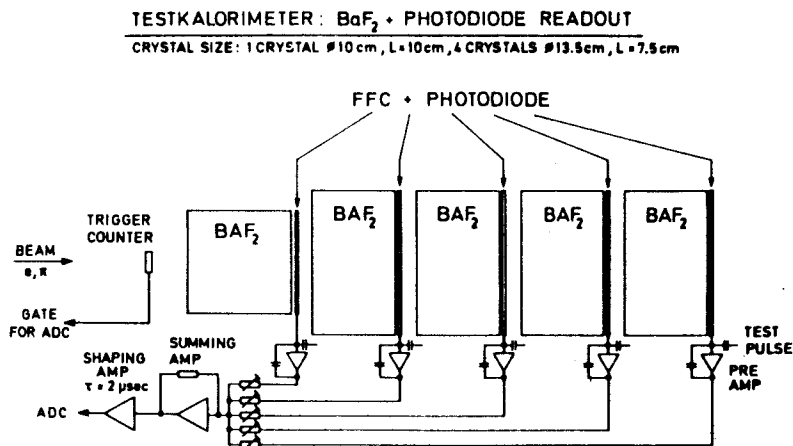 TESTKALORIMETER: BaF₂ + PHOTODIODE READOUT
CRYSTAL SIZE: 1 CRYSTAL ø10cm, L=10cm, 4 CRYSTALS ø13.5cm, L=7.5cm
FFC + PHOTODIODE
TRIGGER
COUNTER
BEAM
e,π
GATE
FOR ADC
BAF₂
BAF₂
BAF₂
BAF₂
BAF₂
SHAPING
AMP
τ = 2 µsec
SUMMING
AMP
ADC
TEST
PULSE
PRE
AMP